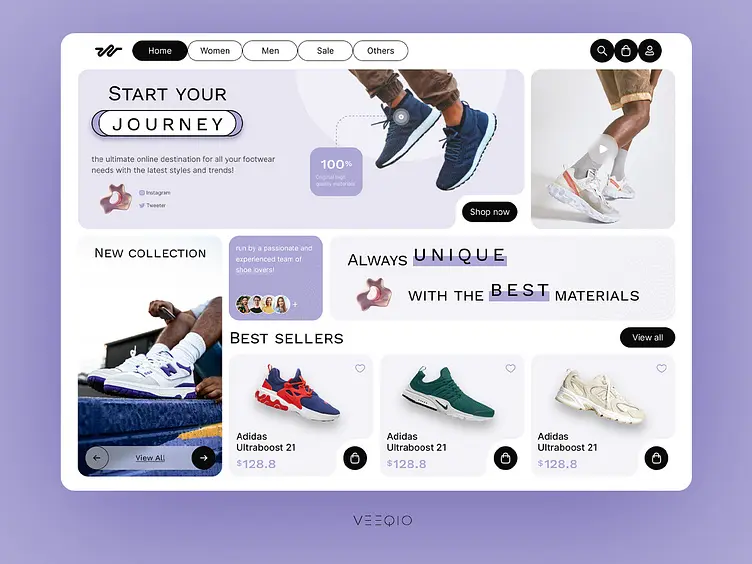 Home
Women
Men
Sale
Others
START YOUR
JOURNEY
the ultimate online destination for all your footwear
needs with the latest styles and trends!
Instagram
Tweeter
100%
Original high
goods materials
Shop now
NEW COLLECTION
View All
run by a passionate and
experienced team of
shoe lovers!
+
ALWAYS UNIQUE
WITH THE BEST MATERIALS
BEST SELLERS
View all
Adidas
Ultraboost 21
$128.8
Adidas
Ultraboost 21
$128.8
Adidas
Ultraboost 21
$128.8
VEEQIO